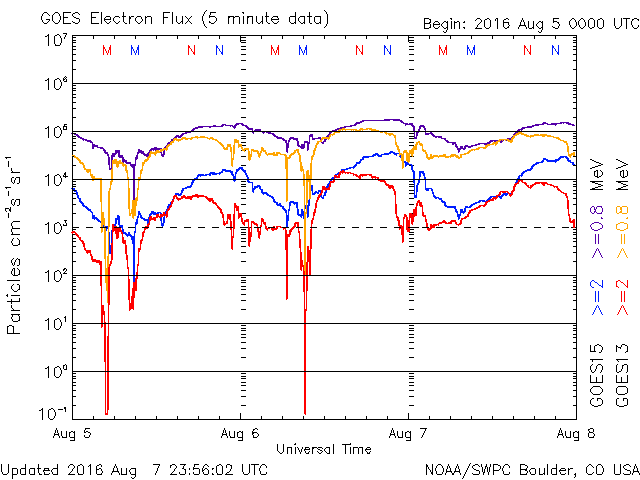 GOES Electron Flux (5 minute data)
Begin: 2016 Aug 5 0000 UTC
10⁷
M M N N M M N N M M N N
10⁶
10⁵
10⁴
10³
10²
10¹
10⁰
10⁻¹
Particles cm⁻²s⁻¹sr⁻¹
Aug 5 Aug 6 Aug 7 Aug 8
Universal Time
GOES15 >=2 >=0.8 MeV
GOES13 >=2 >=0.8 MeV
Updated 2016 Aug 7 23:56:02 UTC
NOAA/SWPC Boulder, CO USA